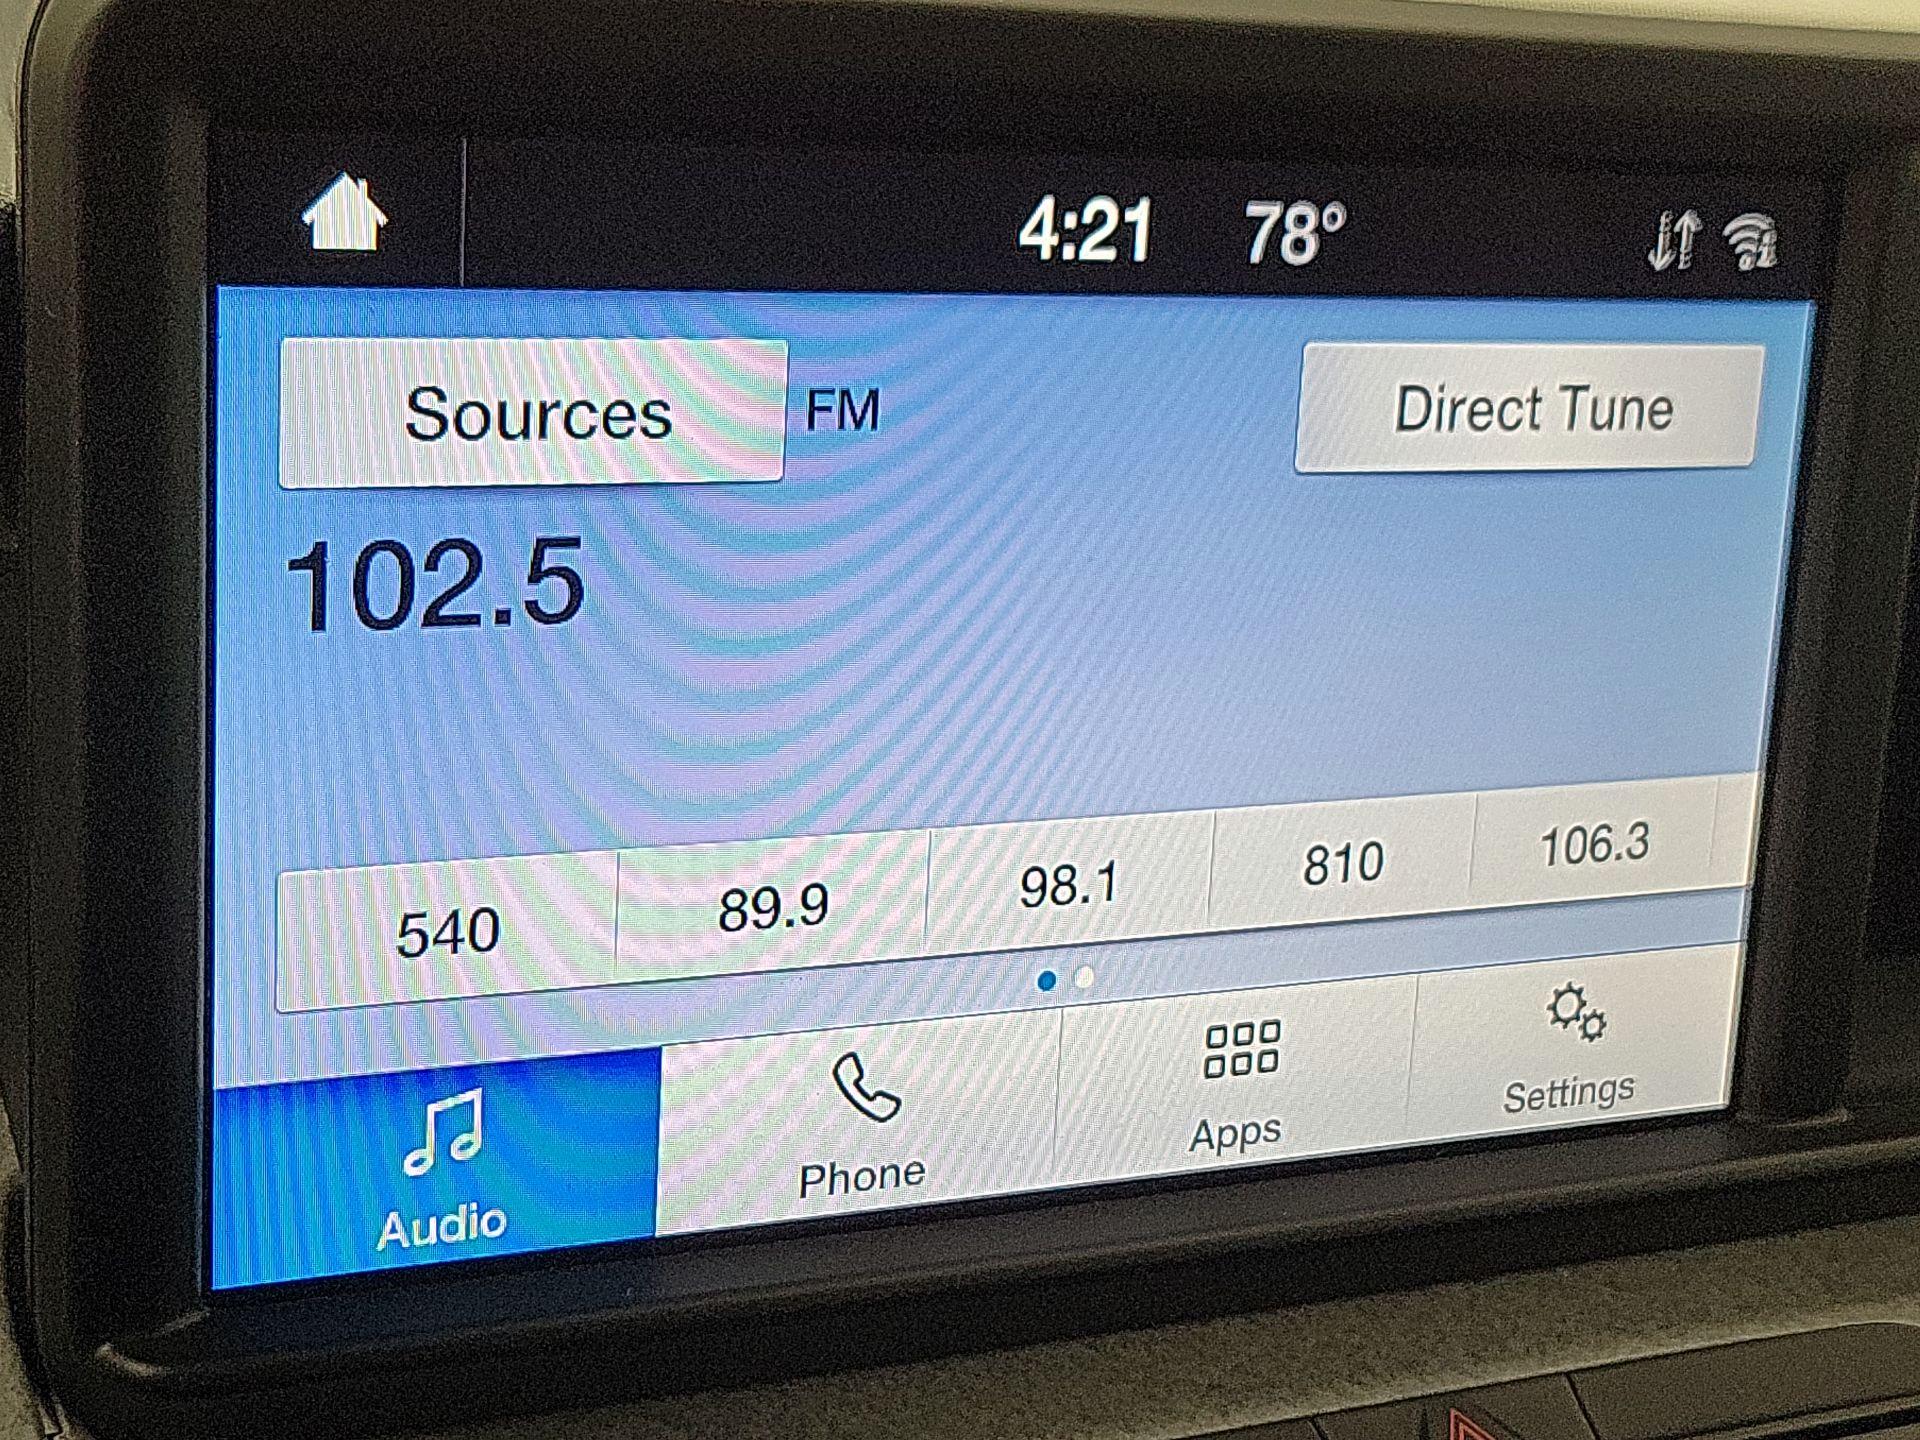 4:21 78°
Sources FM Direct Tune
102.5
540 89.9 98.1 810 106.3
Audio Phone Apps Settings